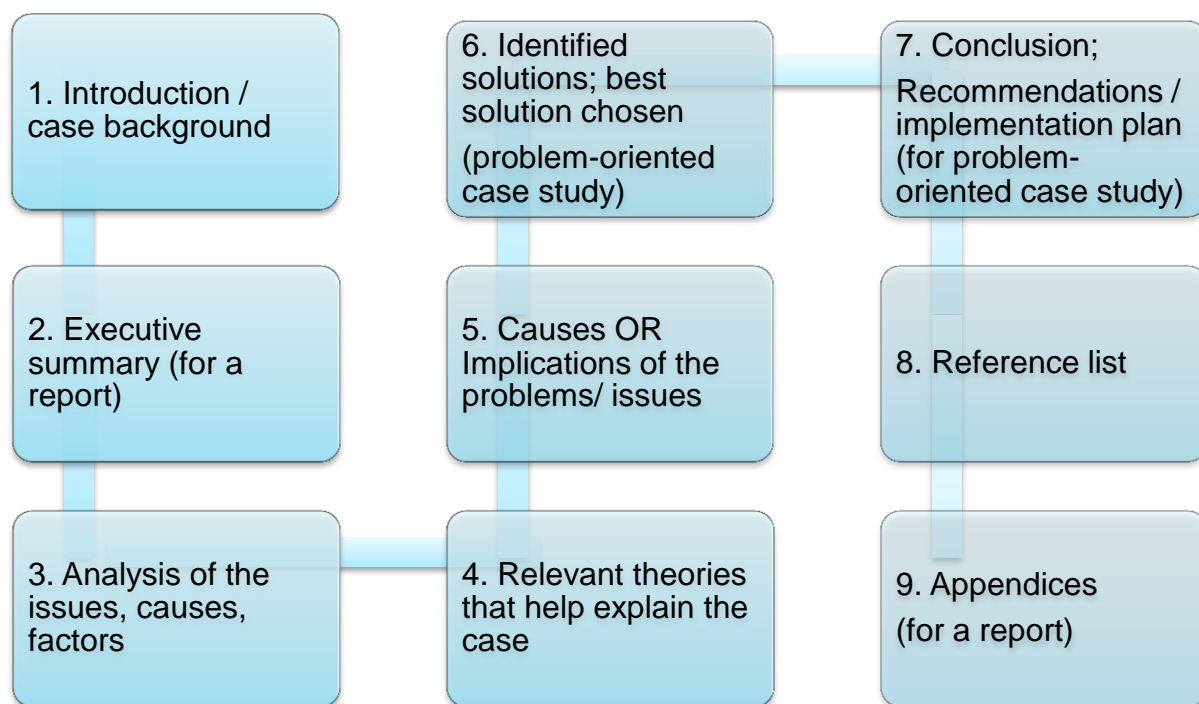 1. Introduction /
case background
2. Executive
summary (for a
report)
3. Analysis of the
issues, causes,
factors
4. Relevant theories
that help explain the
case
5. Causes OR
Implications of the
problems/ issues
6. Identified
solutions; best
solution chosen
(problem-oriented
case study)
7. Conclusion;
Recommendations /
implementation plan
(for problem-
oriented case study)
8. Reference list
9. Appendices
(for a report)